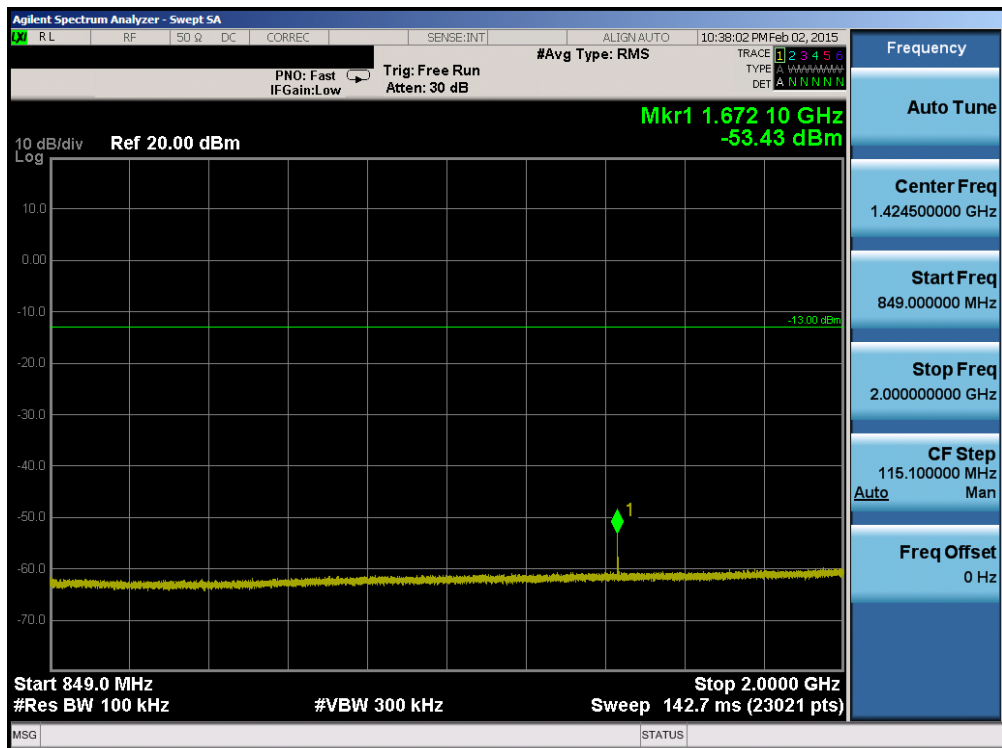 Agilent Spectrum Analyzer - Swept SA
LXI RL RF 50 Ω DC CORREC SENSE:INT ALIGN AUTO 10:38:02 PM Feb 02, 2015
#Avg Type: RMS
TRACE 1 2 3 4 5 6
TYPE A WWWWW
DET A N N N N N
PNO: Fast
IFGain:Low
Trig: Free Run
Atten: 30 dB
Mkr1 1.672 10 GHz
-53.43 dBm
10 dB/div Ref 20.00 dBm
Log
10.0
0.00
-10.0
-13.00 dBm
-20.0
-30.0
-40.0
-50.0
1
-60.0
-70.0
Start 849.0 MHz Stop 2.0000 GHz
#Res BW 100 kHz #VBW 300 kHz Sweep 142.7 ms (23021 pts)
MSG STATUS
Frequency
Auto Tune
Center Freq
1.424500000 GHz
Start Freq
849.000000 MHz
Stop Freq
2.000000000 GHz
CF Step
115.100000 MHz
Auto Man
Freq Offset
0 Hz